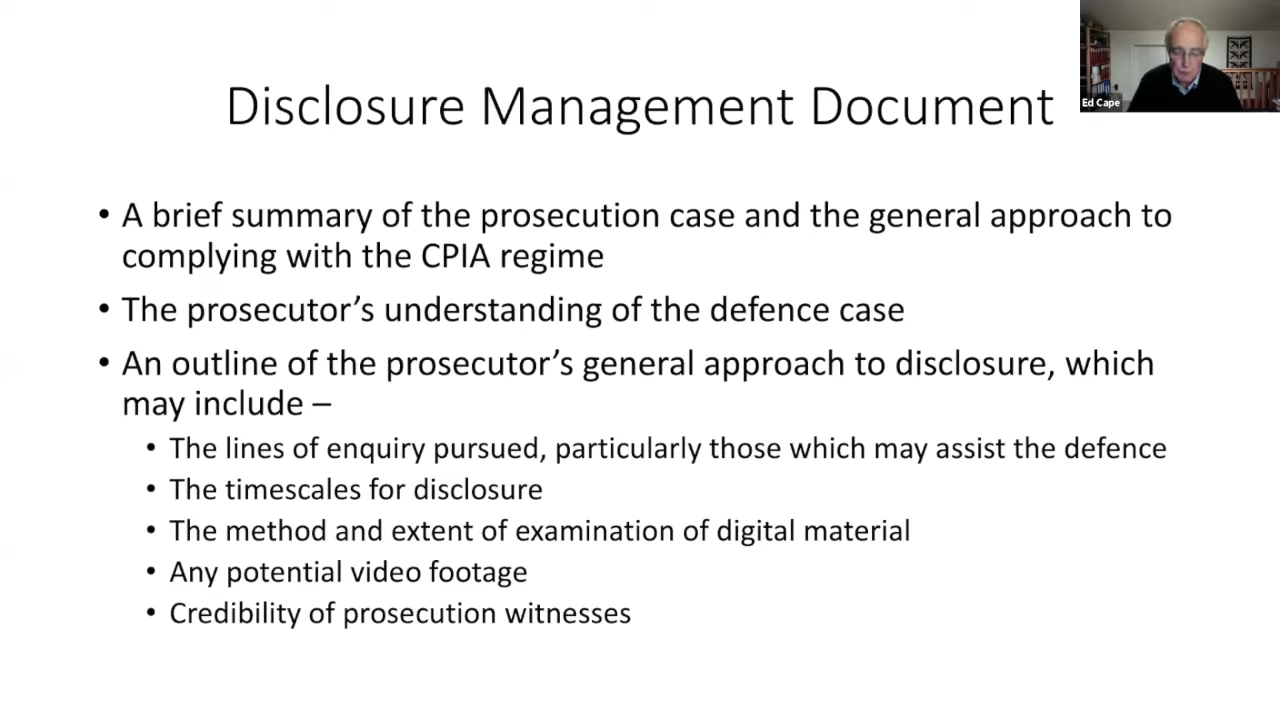 Disclosure Management Document
Ed Cape
• A brief summary of the prosecution case and the general approach to
complying with the CPIA regime
• The prosecutor’s understanding of the defence case
• An outline of the prosecutor’s general approach to disclosure, which
may include –
• The lines of enquiry pursued, particularly those which may assist the defence
• The timescales for disclosure
• The method and extent of examination of digital material
• Any potential video footage
• Credibility of prosecution witnesses